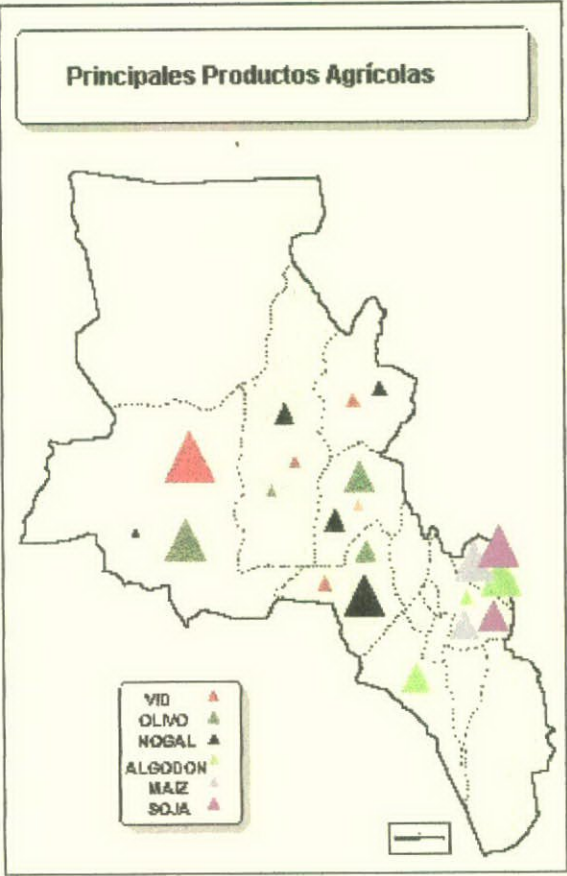 Principales Productos Agrícolas
VID
OLIVO
NOGAL
ALGODON
MAIZ
SOJA